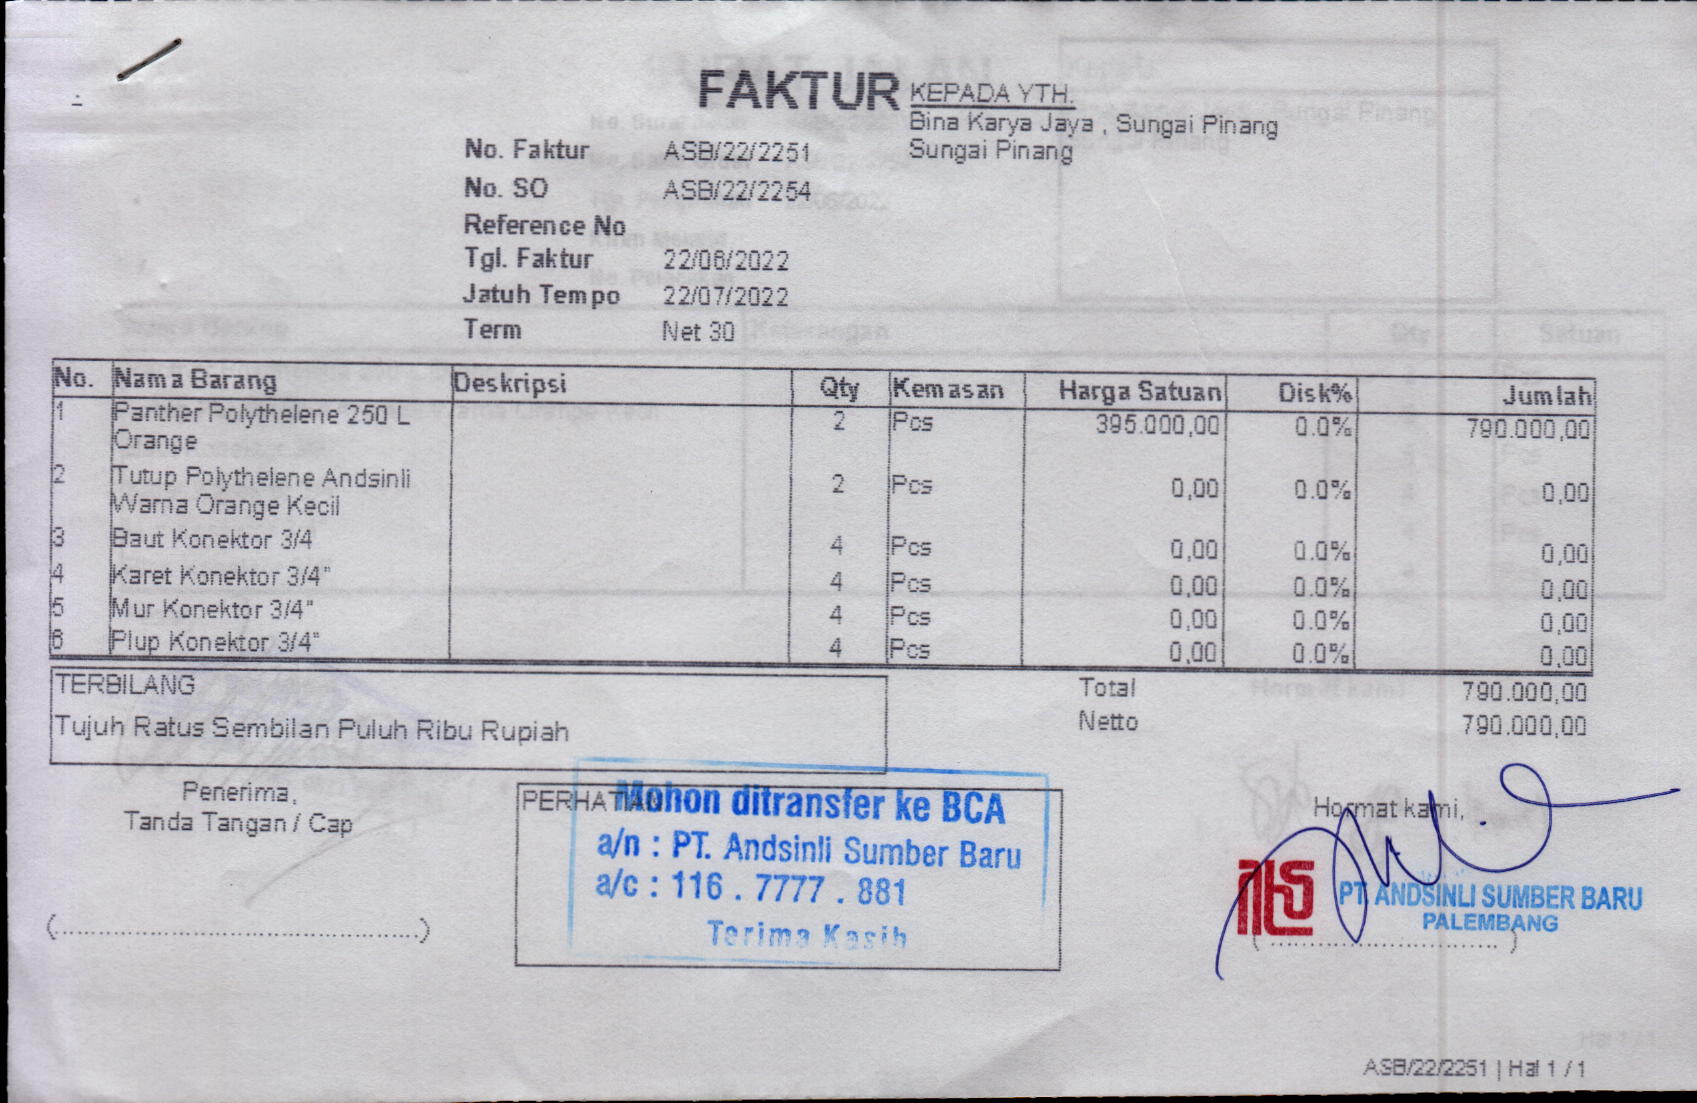 FAKTUR
KEPADA YTH.
Bina Karya Jaya , Sungai Pinang
Sungai Pinang
No. Faktur ASB/22/2251
No. SO ASB/22/2254
Reference No
Tgl. Faktur 22/06/2022
Jatuh Tempo 22/07/2022
Term Net 30
No. Nama Barang Deskripsi Qty Kemasan Harga Satuan Disk% Jumlah
1 Panther Polythelene 250 L 2 Pcs 395.000,00 0.0% 790.000,00
Orange
2 Tutup Polythelene Andsinli 2 Pcs 0,00 0.0% 0,00
Warna Orange Kecil
3 Baut Konektor 3/4 4 Pcs 0,00 0.0% 0,00
4 Karet Konektor 3/4" 4 Pcs 0,00 0.0% 0,00
5 Mur Konektor 3/4" 4 Pcs 0,00 0.0% 0,00
6 Plup Konektor 3/4" 4 Pcs 0,00 0.0% 0,00
TERBILANG
Tujuh Ratus Sembilan Puluh Ribu Rupiah
Total 790.000,00
Netto 790.000,00
Penerima,
Tanda Tangan / Cap
(..........................................)
PERHATIAN
Mohon ditransfer ke BCA
a/n : PT. Andsinli Sumber Baru
a/c : 116 . 7777 . 881
Terima Kasih
Hormat kami,
PT. ANDSINLI SUMBER BARU
PALEMBANG
(..............................)
ASB/22/2251 | Hal 1 / 1